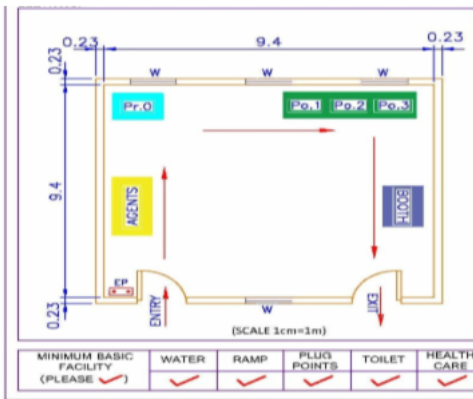 0.23 9.4 0.23
0.23
W W W
Pr.O Po.1 Po.2 Po.3
9.4
AGENTS
BOOTH
EP
0.23
ENTRY
W
EXIT
(SCALE 1cm=1m)
MINIMUM BASIC FACILITY (PLEASE ✓) WATER RAMP PLUG POINTS TOILET HEALTH CARE
✓ ✓ ✓ ✓ ✓